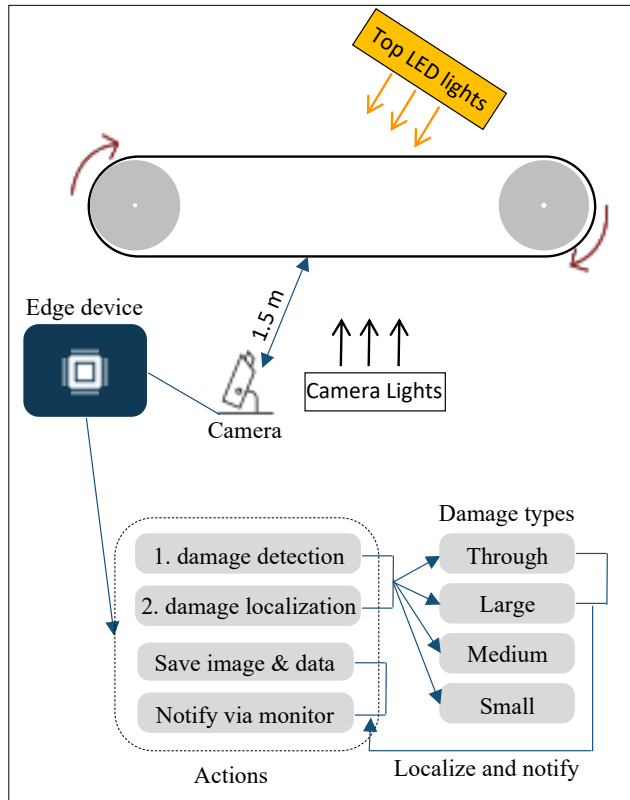 Top LED lights
1.5 m
Edge device
Camera Lights
Camera
Damage types
1. damage detection
Through
2. damage localization
Large
Save image & data
Medium
Notify via monitor
Small
Localize and notify
Actions